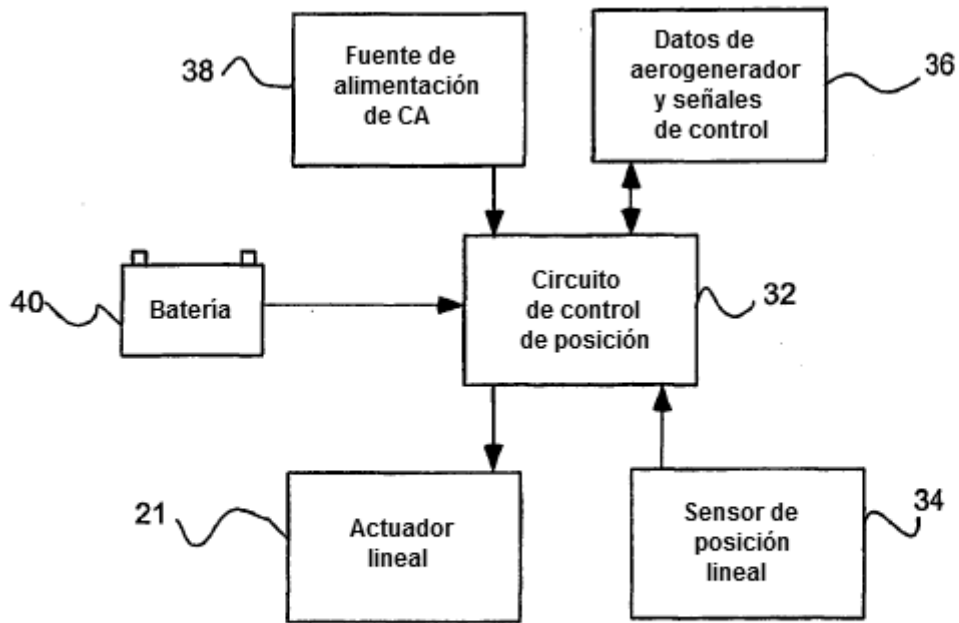 38
Fuente de
alimentación
de CA
Datos de
aerogenerador
y señales
de control
36
40
Batería
Circuito
de control
de posición
32
21
Actuador
lineal
Sensor de
posición
lineal
34